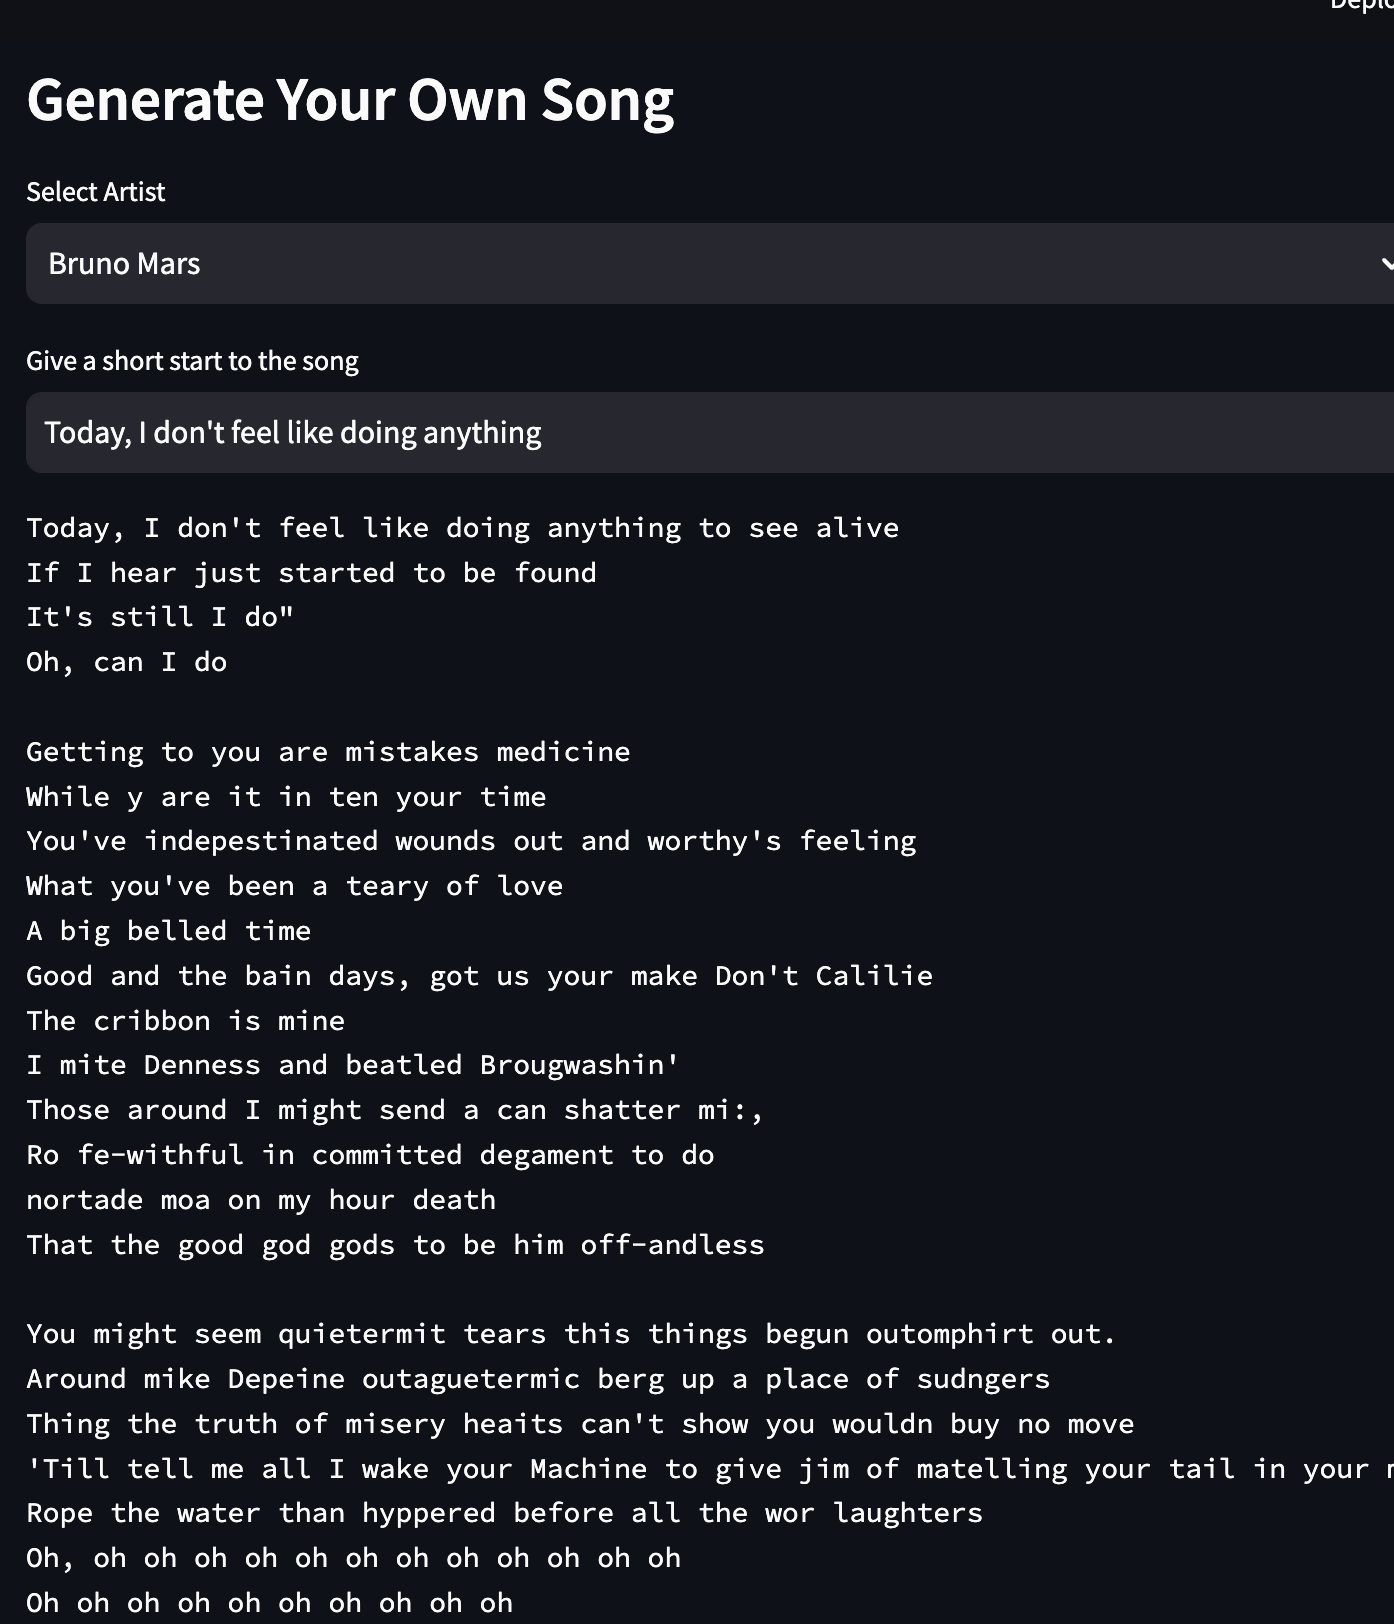 Generate Your Own Song
Select Artist
Bruno Mars
Give a short start to the song
Today, I don't feel like doing anything
Today, I don't feel like doing anything to see alive
If I hear just started to be found
It's still I do"
Oh, can I do
Getting to you are mistakes medicine
While y are it in ten your time
You've indepestinated wounds out and worthy's feeling
What you've been a teary of love
A big belled time
Good and the bain days, got us your make Don't Calilie
The cribbon is mine
I mite Denness and beatled Brougwashin'
Those around I might send a can shatter mi:,
Ro fe-withful in committed degament to do
nortade moa on my hour death
That the good god gods to be him off-andless
You might seem quietermit tears this things begun outomphirt out.
Around mike Depeine outaguetermic berg up a place of sudngers
Thing the truth of misery heaits can't show you wouldn buy no move
'Till tell me all I wake your Machine to give jim of matelling your tail in your
Rope the water than hyppered before all the wor laughters
Oh, oh oh oh oh oh oh oh oh oh oh oh oh
Oh oh oh oh oh oh oh oh oh oh